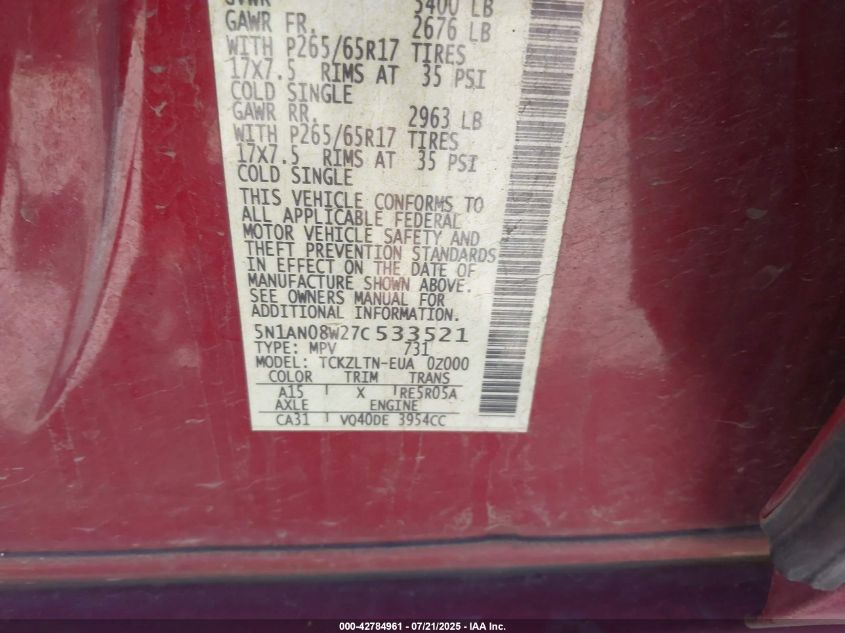 GVWR 5400 LB
GAWR FR. 2676 LB
WITH P265/65R17 TIRES
17X7.5 RIMS AT 35 PSI
COLD SINGLE
GAWR RR. 2963 LB
WITH P265/65R17 TIRES
17X7.5 RIMS AT 35 PSI
COLD SINGLE
THIS VEHICLE CONFORMS TO
ALL APPLICABLE FEDERAL
MOTOR VEHICLE SAFETY AND
THEFT PREVENTION STANDARDS
IN EFFECT ON THE DATE OF
MANUFACTURE SHOWN ABOVE.
SEE OWNERS MANUAL FOR
ADDITIONAL INFORMATION.
5N1AN08W27C533521
TYPE: MPV 731
MODEL: TCKZLTN-EUA 0Z000
COLOR TRIM TRANS
A15 X RE5R05A
AXLE ENGINE
CA31 VQ40DE 3954CC
000-42784961 - 07/21/2025 - IAA Inc.